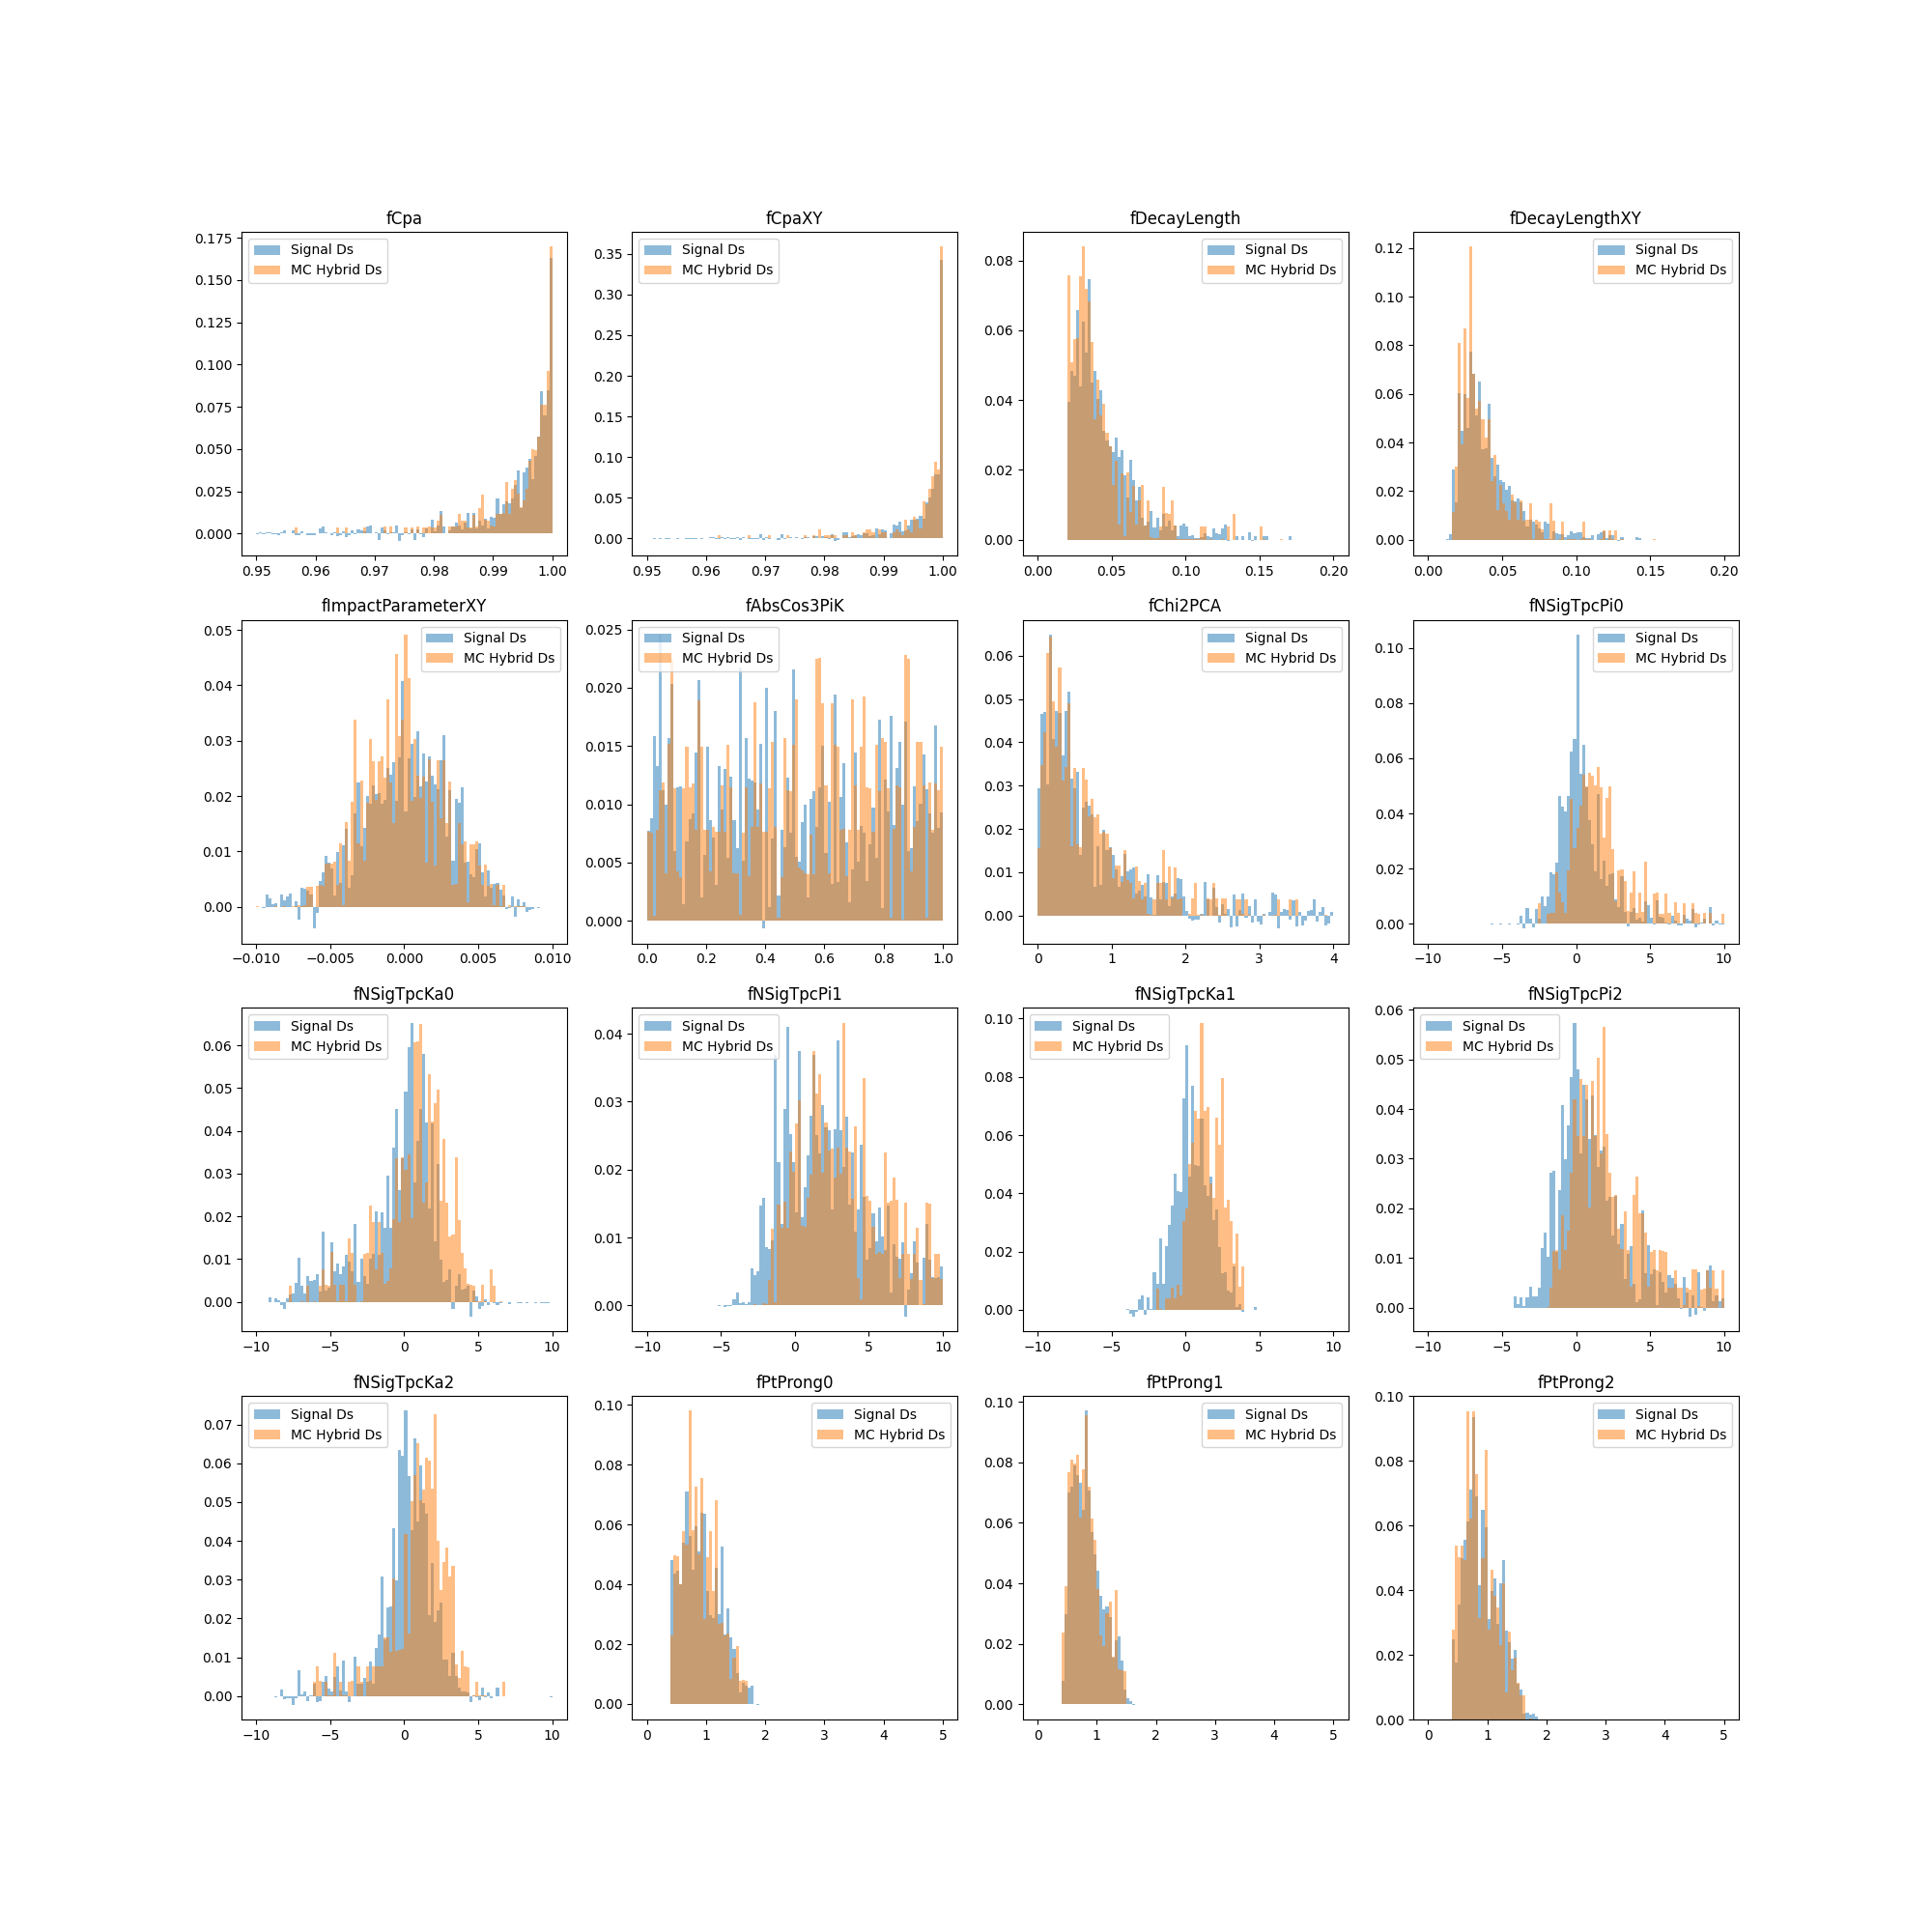 fCpa
Signal Ds
MC Hybrid Ds
0.175
0.150
0.125
0.100
0.075
0.050
0.025
0.000
0.95 0.96 0.97 0.98 0.99 1.00
fCpaXY
Signal Ds
MC Hybrid Ds
0.35
0.30
0.25
0.20
0.15
0.10
0.05
0.00
0.95 0.96 0.97 0.98 0.99 1.00
fDecayLength
Signal Ds
MC Hybrid Ds
0.08
0.06
0.04
0.02
0.00
0.00 0.05 0.10 0.15 0.20
fDecayLengthXY
Signal Ds
MC Hybrid Ds
0.12
0.10
0.08
0.06
0.04
0.02
0.00
0.00 0.05 0.10 0.15 0.20
fImpactParameterXY
Signal Ds
MC Hybrid Ds
0.05
0.04
0.03
0.02
0.01
0.00
−0.010 −0.005 0.000 0.005 0.010
fAbsCos3PiK
Signal Ds
MC Hybrid Ds
0.025
0.020
0.015
0.010
0.005
0.000
0.0 0.2 0.4 0.6 0.8 1.0
fChi2PCA
Signal Ds
MC Hybrid Ds
0.06
0.05
0.04
0.03
0.02
0.01
0.00
0 1 2 3 4
fNSigTpcPi0
Signal Ds
MC Hybrid Ds
0.10
0.08
0.06
0.04
0.02
0.00
−10 −5 0 5 10
fNSigTpcKa0
Signal Ds
MC Hybrid Ds
0.06
0.05
0.04
0.03
0.02
0.01
0.00
−10 −5 0 5 10
fNSigTpcPi1
Signal Ds
MC Hybrid Ds
0.04
0.03
0.02
0.01
0.00
−10 −5 0 5 10
fNSigTpcKa1
Signal Ds
MC Hybrid Ds
0.10
0.08
0.06
0.04
0.02
0.00
−10 −5 0 5 10
fNSigTpcPi2
Signal Ds
MC Hybrid Ds
0.06
0.05
0.04
0.03
0.02
0.01
0.00
−10 −5 0 5 10
fNSigTpcKa2
Signal Ds
MC Hybrid Ds
0.07
0.06
0.05
0.04
0.03
0.02
0.01
0.00
−10 −5 0 5 10
fPtProng0
Signal Ds
MC Hybrid Ds
0.10
0.08
0.06
0.04
0.02
0.00
0 1 2 3 4 5
fPtProng1
Signal Ds
MC Hybrid Ds
0.10
0.08
0.06
0.04
0.02
0.00
0 1 2 3 4 5
fPtProng2
Signal Ds
MC Hybrid Ds
0.10
0.08
0.06
0.04
0.02
0.00
0 1 2 3 4 5